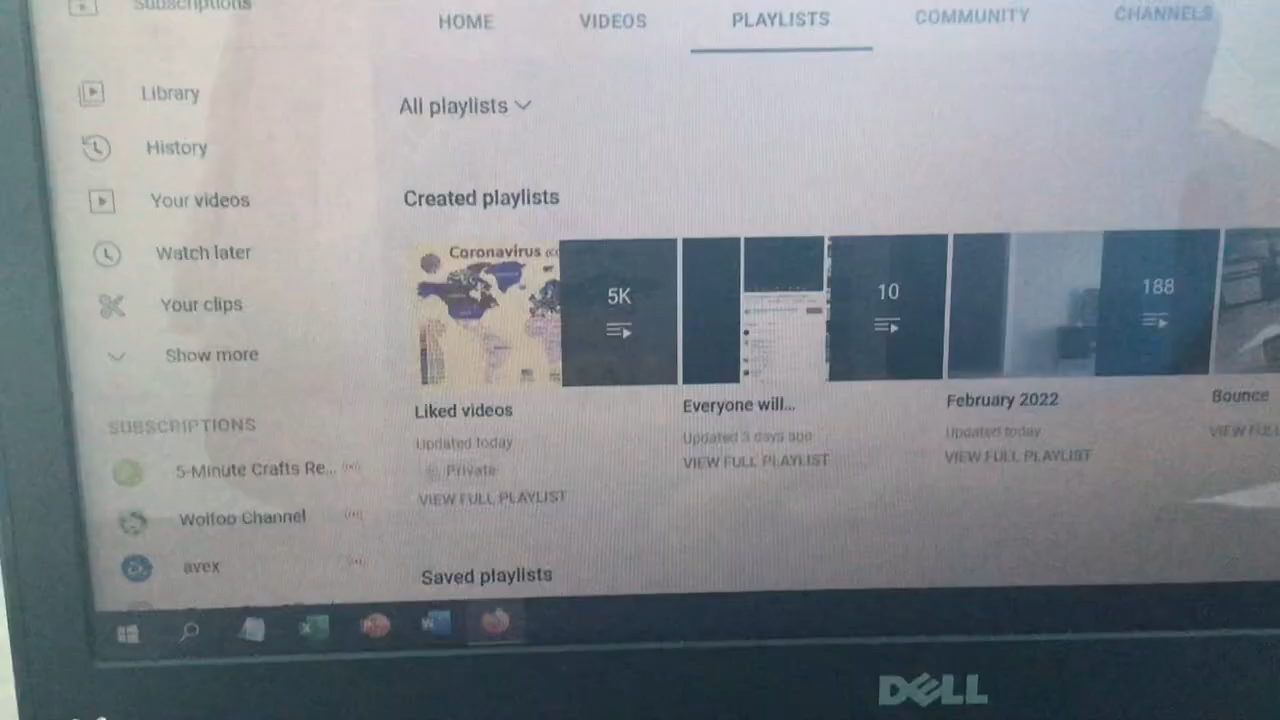 Subscriptions
HOME VIDEOS PLAYLISTS COMMUNITY CHANNELS
Library
All playlists
History
Your videos
Created playlists
Watch later
Your clips
Show more
Coronavirus
5K
10
188
Liked videos
Updated today
Private
VIEW FULL PLAYLIST
Everyone will...
Updated 3 days ago
VIEW FULL PLAYLIST
February 2022
Updated today
VIEW FULL PLAYLIST
Bounce
VIEW FULL
SUBSCRIPTIONS
5-Minute Crafts Re...
Wolfoo Channel
avex
Saved playlists
DELL